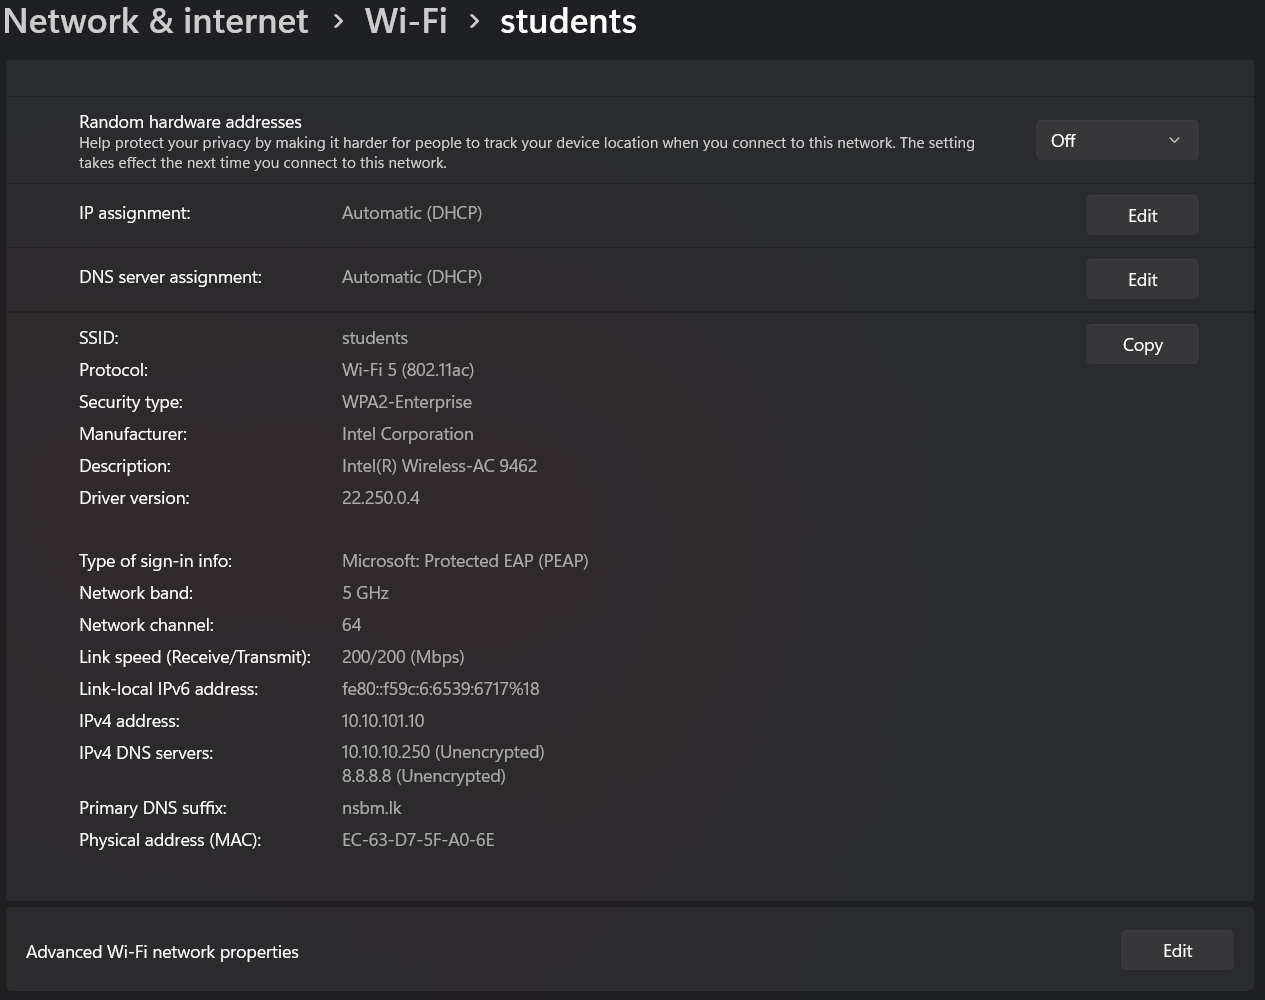 Network & internet > Wi-Fi > students
Random hardware addresses
Help protect your privacy by making it harder for people to track your device location when you connect to this network. The setting
takes effect the next time you connect to this network.
Off
IP assignment: Automatic (DHCP) Edit
DNS server assignment: Automatic (DHCP) Edit
SSID: students Copy
Protocol: Wi-Fi 5 (802.11ac)
Security type: WPA2-Enterprise
Manufacturer: Intel Corporation
Description: Intel(R) Wireless-AC 9462
Driver version: 22.250.0.4
Type of sign-in info: Microsoft: Protected EAP (PEAP)
Network band: 5 GHz
Network channel: 64
Link speed (Receive/Transmit): 200/200 (Mbps)
Link-local IPv6 address: fe80::f59c:6:6539:6717%18
IPv4 address: 10.10.101.10
IPv4 DNS servers: 10.10.10.250 (Unencrypted)
8.8.8.8 (Unencrypted)
Primary DNS suffix: nsbm.lk
Physical address (MAC): EC-63-D7-5F-A0-6E
Advanced Wi-Fi network properties Edit